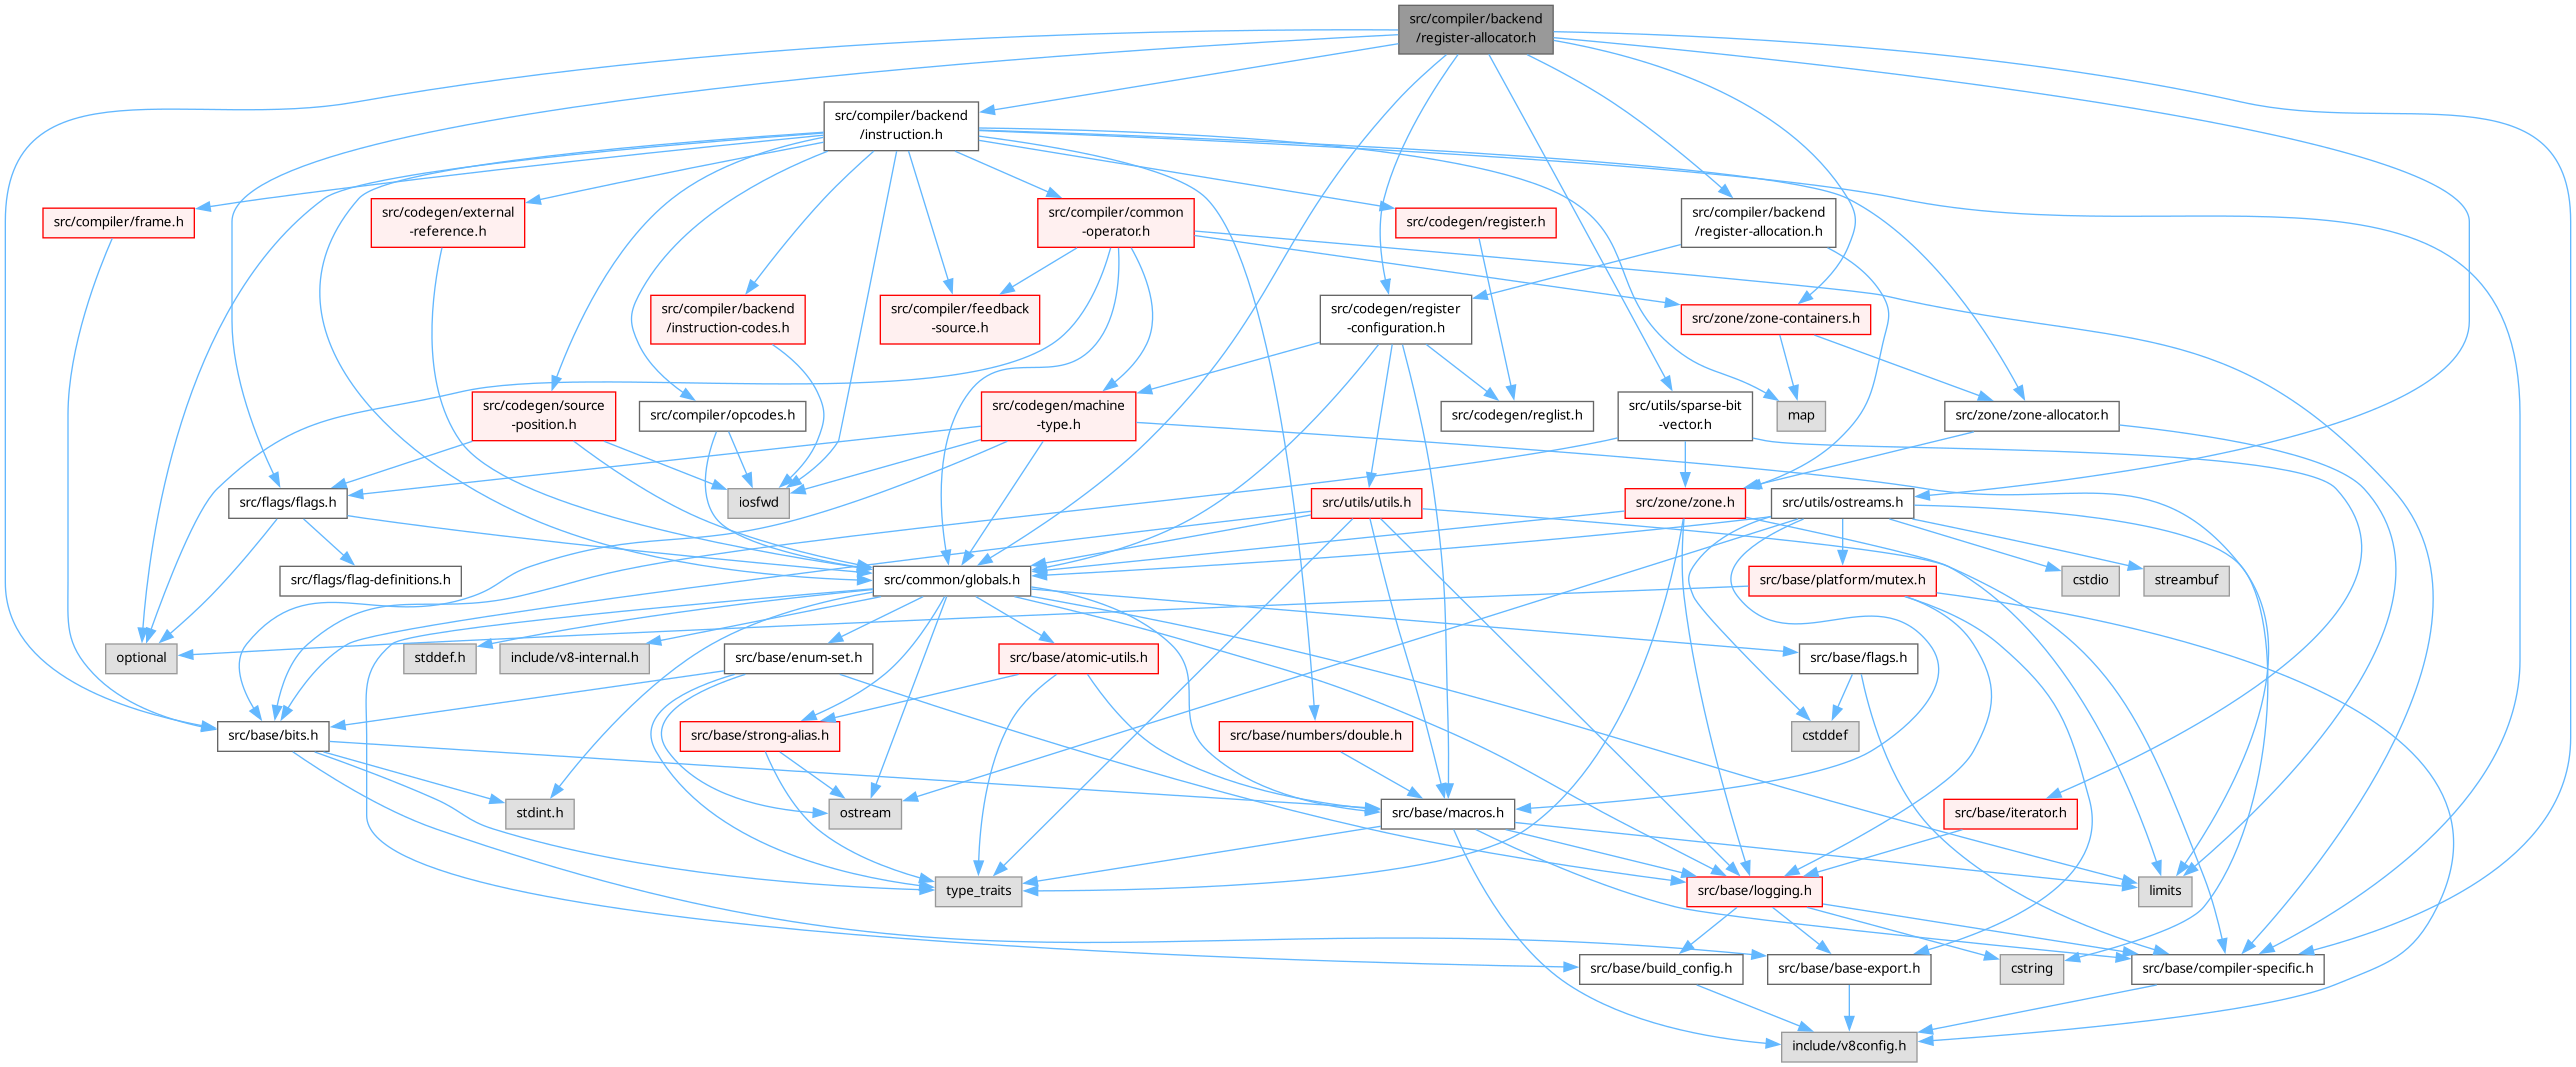 src/compiler/backend
/register-allocator.h
src/compiler/backend
/instruction.h
src/compiler/frame.h
src/codegen/external
-reference.h
src/compiler/common
-operator.h
src/codegen/register.h
src/compiler/backend
/register-allocation.h
src/compiler/backend
/instruction-codes.h
src/compiler/feedback
-source.h
src/codegen/register
-configuration.h
src/zone/zone-containers.h
src/codegen/source
-position.h
src/compiler/opcodes.h
src/codegen/machine
-type.h
src/codegen/reglist.h
src/utils/sparse-bit
-vector.h
map
src/zone/zone-allocator.h
src/flags/flags.h
iosfwd
src/utils/utils.h
src/zone/zone.h
src/utils/ostreams.h
src/flags/flag-definitions.h
src/common/globals.h
src/base/platform/mutex.h
cstdio
streambuf
optional
stddef.h
include/v8-internal.h
src/base/enum-set.h
src/base/atomic-utils.h
src/base/flags.h
src/base/bits.h
src/base/strong-alias.h
src/base/numbers/double.h
cstddef
stdint.h
ostream
src/base/macros.h
src/base/iterator.h
type_traits
src/base/logging.h
limits
src/base/build_config.h
src/base/base-export.h
cstring
src/base/compiler-specific.h
include/v8config.h